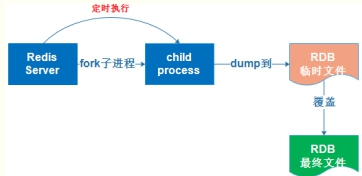 定时执行
Redis
Server
fork子进程
child
process
dump到
RDB
临时文件
覆盖
RDB
最终文件